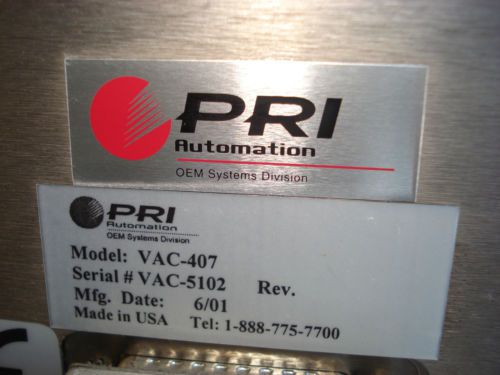 PRI
Automation
OEM Systems Division
PRI
Automation
OEM Systems Division
Model: VAC-407
Serial # VAC-5102 Rev.
Mfg. Date: 6/01
Made in USA Tel: 1-888-775-7700